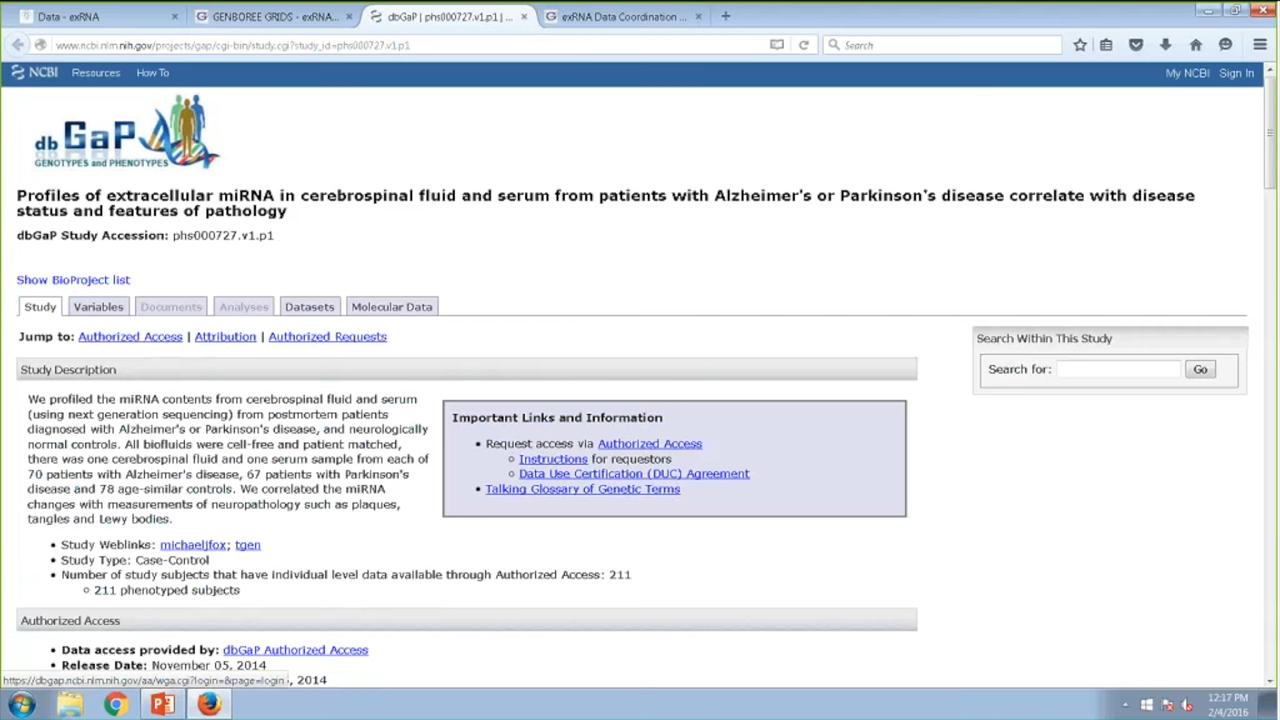 Data - exRNA
GENBOREE GRIDS - exRNA...
dbGaP | phs000727.v1.p1 | ...
exRNA Data Coordination ...
www.ncbi.nlm.nih.gov/projects/gap/cgi-bin/study.cgi?study_id=phs000727.v1.p1
Search
NCBI Resources How To
My NCBI Sign In
db GaP
GENOTYPES and PHENOTYPES
Profiles of extracellular miRNA in cerebrospinal fluid and serum from patients with Alzheimer's or Parkinson's disease correlate with disease
status and features of pathology
dbGaP Study Accession: phs000727.v1.p1
Show BioProject list
Study Variables Documents Analyses Datasets Molecular Data
Jump to: Authorized Access | Attribution | Authorized Requests
Search Within This Study
Search for: Go
Study Description
We profiled the miRNA contents from cerebrospinal fluid and serum
(using next generation sequencing) from postmortem patients
diagnosed with Alzheimer's or Parkinson's disease, and neurologically
normal controls. All biofluids were cell-free and patient matched,
there was one cerebrospinal fluid and one serum sample from each of
70 patients with Alzheimer's disease, 67 patients with Parkinson's
disease and 78 age-similar controls. We correlated the miRNA
changes with measurements of neuropathology such as plaques,
tangles and Lewy bodies.
Important Links and Information
• Request access via Authorized Access
Instructions for requestors
Data Use Certification (DUC) Agreement
• Talking Glossary of Genetic Terms
• Study Weblinks: michaeljfox; tgen
• Study Type: Case-Control
• Number of study subjects that have individual level data available through Authorized Access: 211
211 phenotyped subjects
Authorized Access
• Data access provided by: dbGaP Authorized Access
• Release Date: November 05, 2014
https://dbgap.ncbi.nlm.nih.gov/aa/wga.cgi?login=&page=login , 2014
12:17 PM
2/4/2016